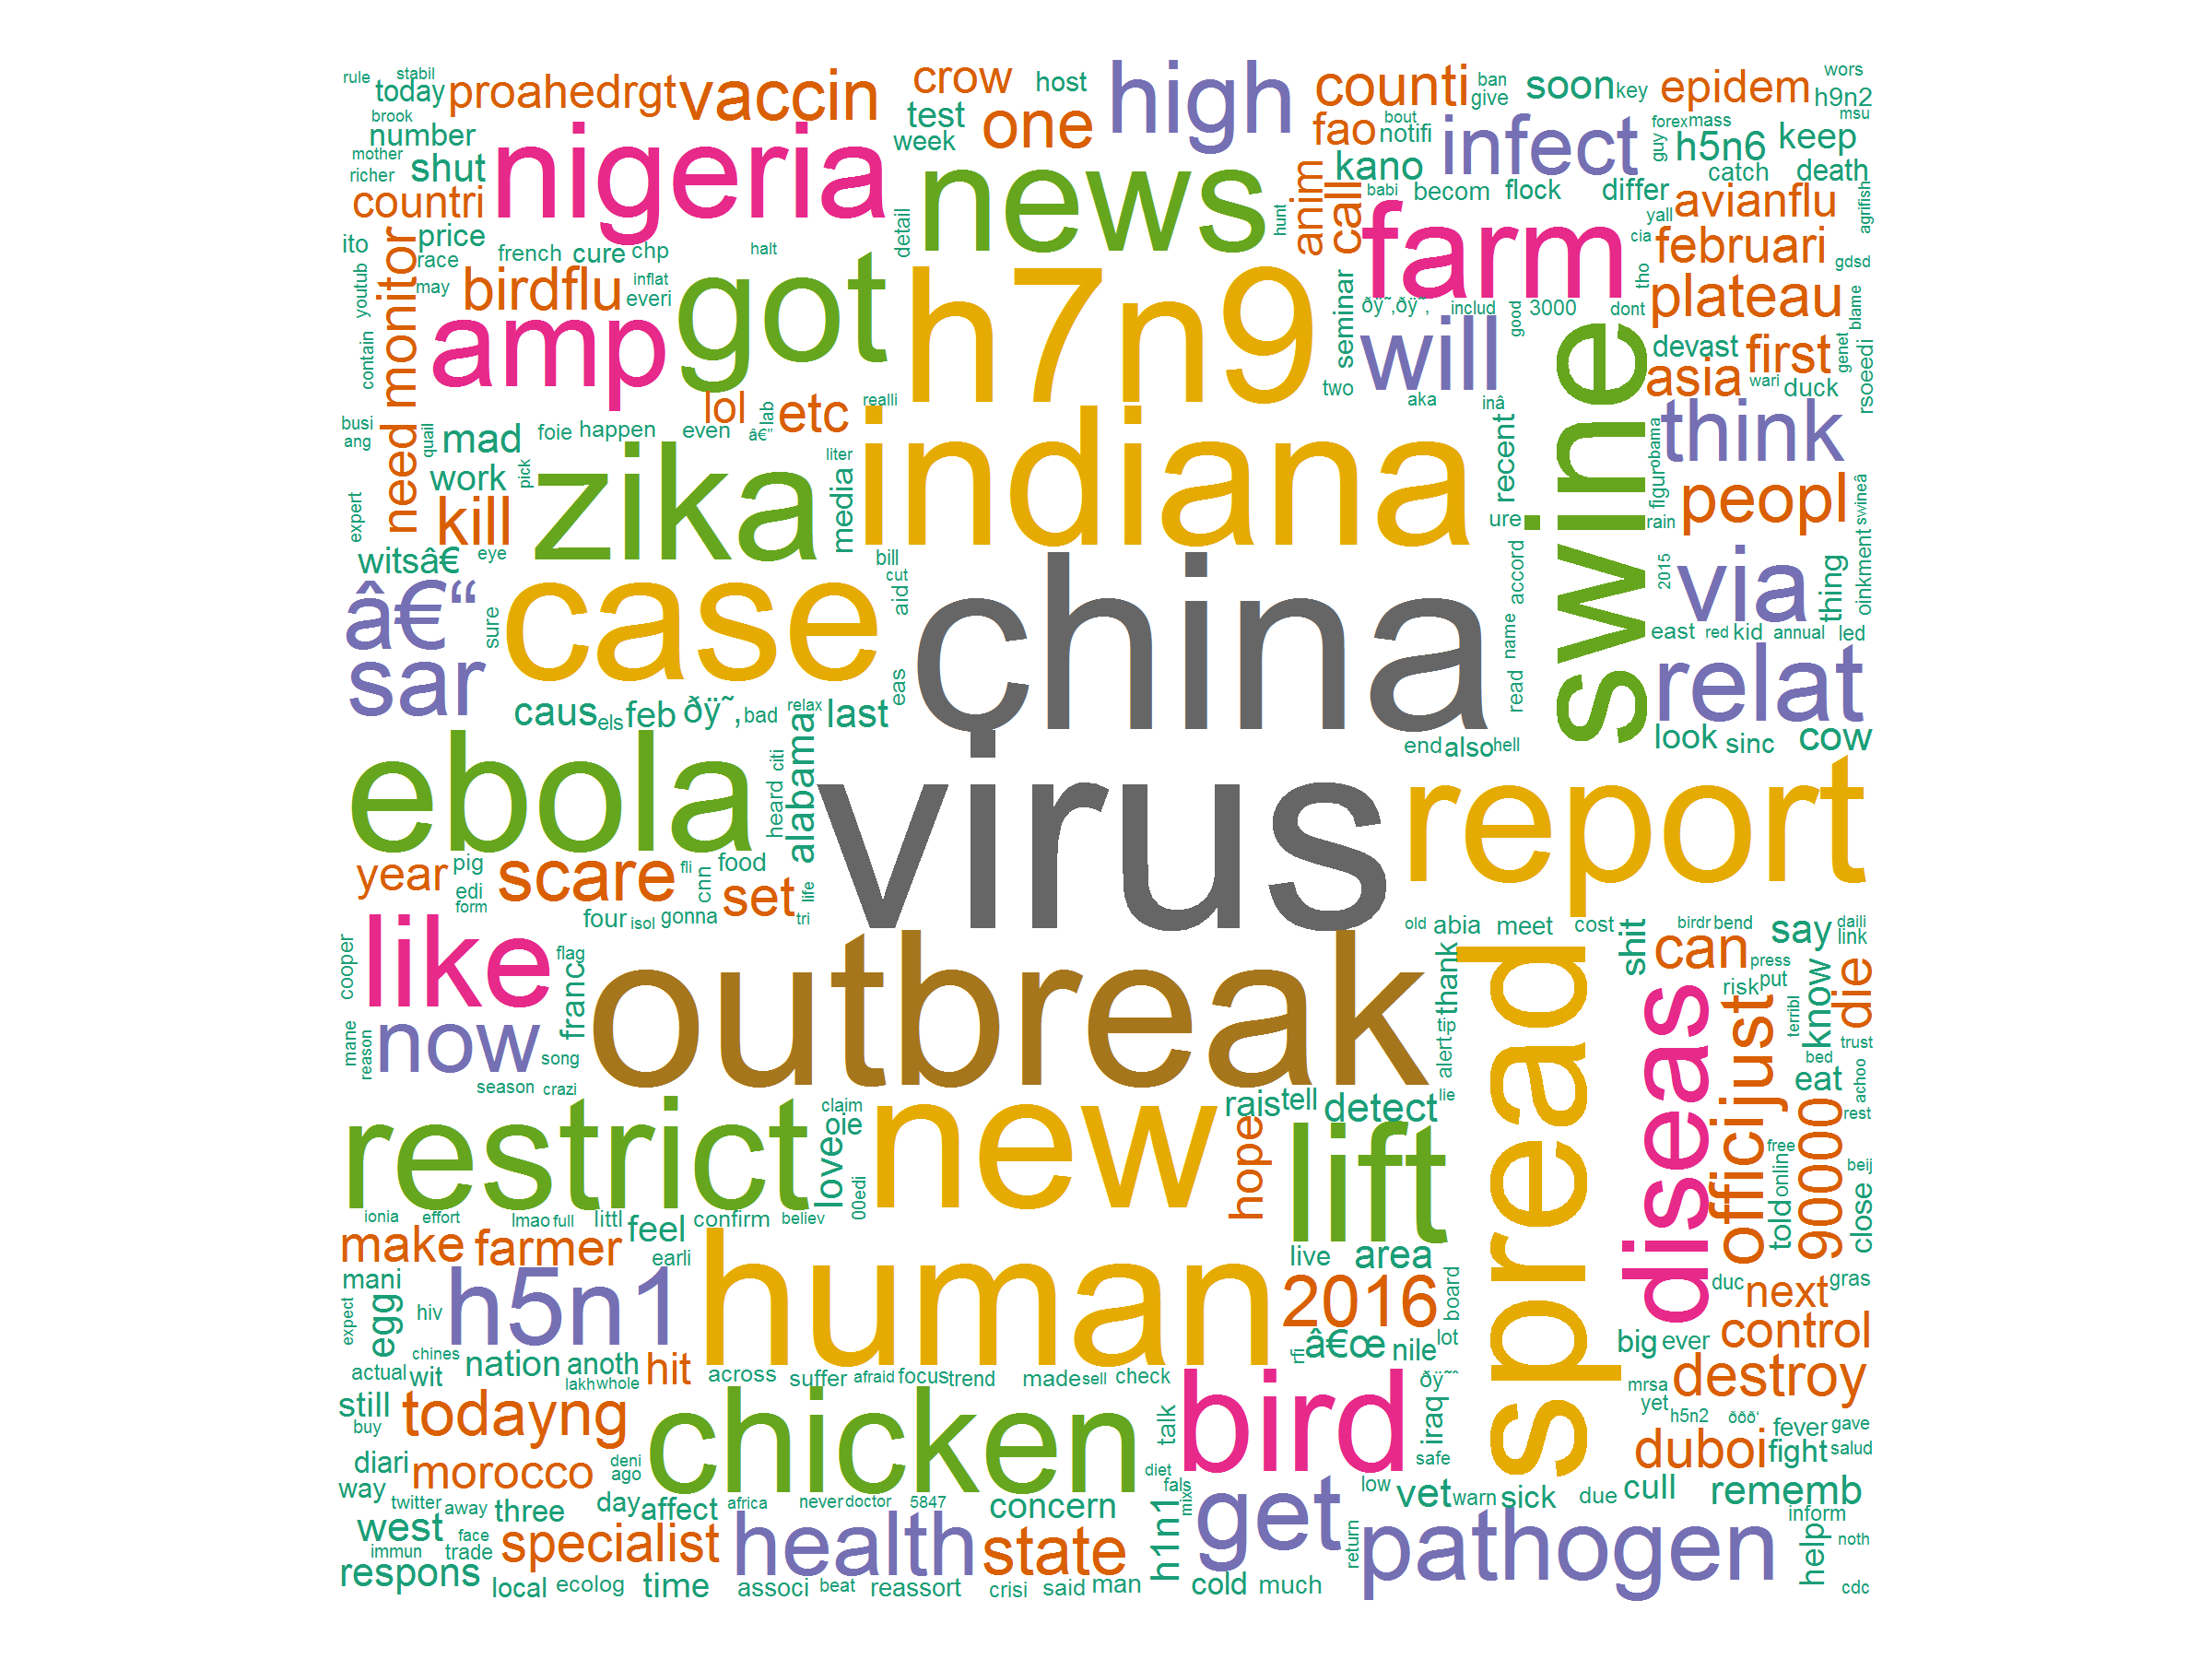 rule stabil today proahedrgt vaccin crow host high counti ban give soon key epidem wors h9n2 msu
brook number test week one fao bout notifi infect forex mass guy h5n6 keep
mother richer shut nigeria news kano anim call babi becom flock differ catch death
countri detail hunt farm yall avianflu agrifish
ito price race french cure chp halt cia februari gdsd
youtub may monitor birdflu inflat everi got h7n9 seminar ðÿ˜‚ðÿ˜‚ includ good 3000 dont tho plateau blame
contain amp two will swine devast first genet rsoeedi
need lol etc realli aka inâ asia wari duck
busi ang quail mad foie happen even â€” lab indiana recent think
work pick zika liter media figur obama
expert kill ure rain peopl swineâ
witsâ€ eye bill cut aid case china accord 2015 via thing oinkment
â€“ sure name east red kid annual led
sar eas read relat
caus els feb ðÿ˜‚ bad relax alabama last end also hell look sinc cow
ebola heard citi virus report
year pig edi form scare fli cnn food set life tri
four isol gonna old abia meet cost birdr bend say daili link
cooper like flag franc outbreak thank spread shit can press put risk know die
mane reason now song alert tip terribl trust
season crazi diseas just bed eat achoo
restrict claim oie love new rais tell detect lie offici 90000 rest
00edi hope lift free online told beij close
ionia effort lmao full littl feel confirm believ
make farmer earli human live area
mani expect egg hiv h5n1 2016 board duc next gras
chines rfi â€œ nile lot big ever control
actual wit nation anoth lakh whole hit across suffer afraid focus trend made sell check bird ðÿ˜˜ mrsa yet destroy
still buy todayng chicken talk iraq h5n2 ððð‘ fever gave
diari morocco deni ago diet fals safe duboi fight salud
way twitter away three day affect africa never doctor 5847 concern mix low vet warn sick due cull rememb
west face trade specialist health state h1n1 get return pathogen inform help noth
immun respons local ecolog time associ beat reassort crisi said man cold much cdc